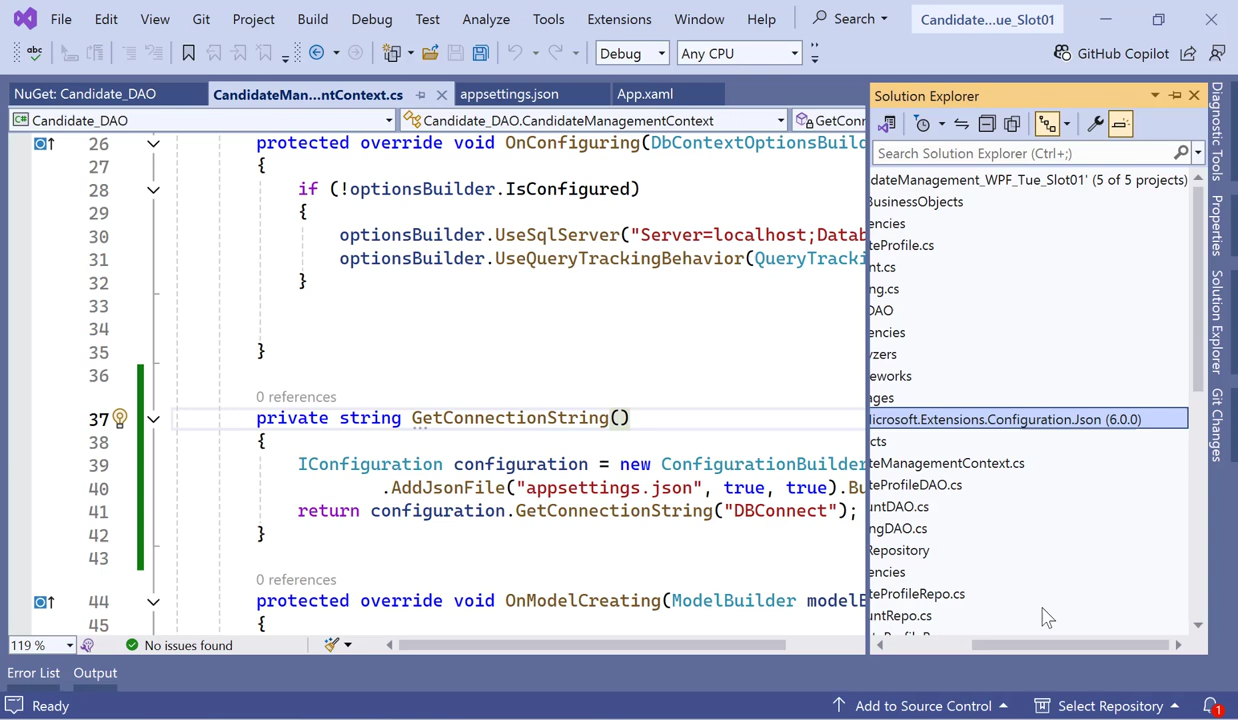 File Edit View Git Project Build Debug Test Analyze Tools Extensions Window Help Search Candidate...ue_Slot01
abc Debug Any CPU GitHub Copilot
NuGet: Candidate_DAO CandidateMan...ntContext.cs appsettings.json App.xaml
Candidate_DAO Candidate_DAO.CandidateManagementContext GetConn
26 protected override void OnConfiguring(DbContextOptionsBuild
27 {
28 if (!optionsBuilder.IsConfigured)
29 {
30 optionsBuilder.UseSqlServer("Server=localhost;Datab
31 optionsBuilder.UseQueryTrackingBehavior(QueryTracki
32 }
33
34
35 }
36
0 references
37 private string GetConnectionString()
38 {
39 IConfiguration configuration = new ConfigurationBuilder
40 .AddJsonFile("appsettings.json", true, true).Bu
41 return configuration.GetConnectionString("DBConnect");
42 }
43
0 references
44 protected override void OnModelCreating(ModelBuilder modelB
45 {
119 % No issues found
Solution Explorer
Search Solution Explorer (Ctrl+;)
dateManagement_WPF_Tue_Slot01' (5 of 5 projects)
BusinessObjects
encies
teProfile.cs
nt.cs
ng.cs
DAO
encies
yzers
eworks
ages
icrosoft.Extensions.Configuration.Json (6.0.0)
cts
teManagementContext.cs
teProfileDAO.cs
untDAO.cs
ngDAO.cs
Repository
encies
teProfileRepo.cs
untRepo.cs
Diagnostic Tools
Properties
Solution Explorer
Git Changes
Error List Output
Ready Add to Source Control Select Repository 1